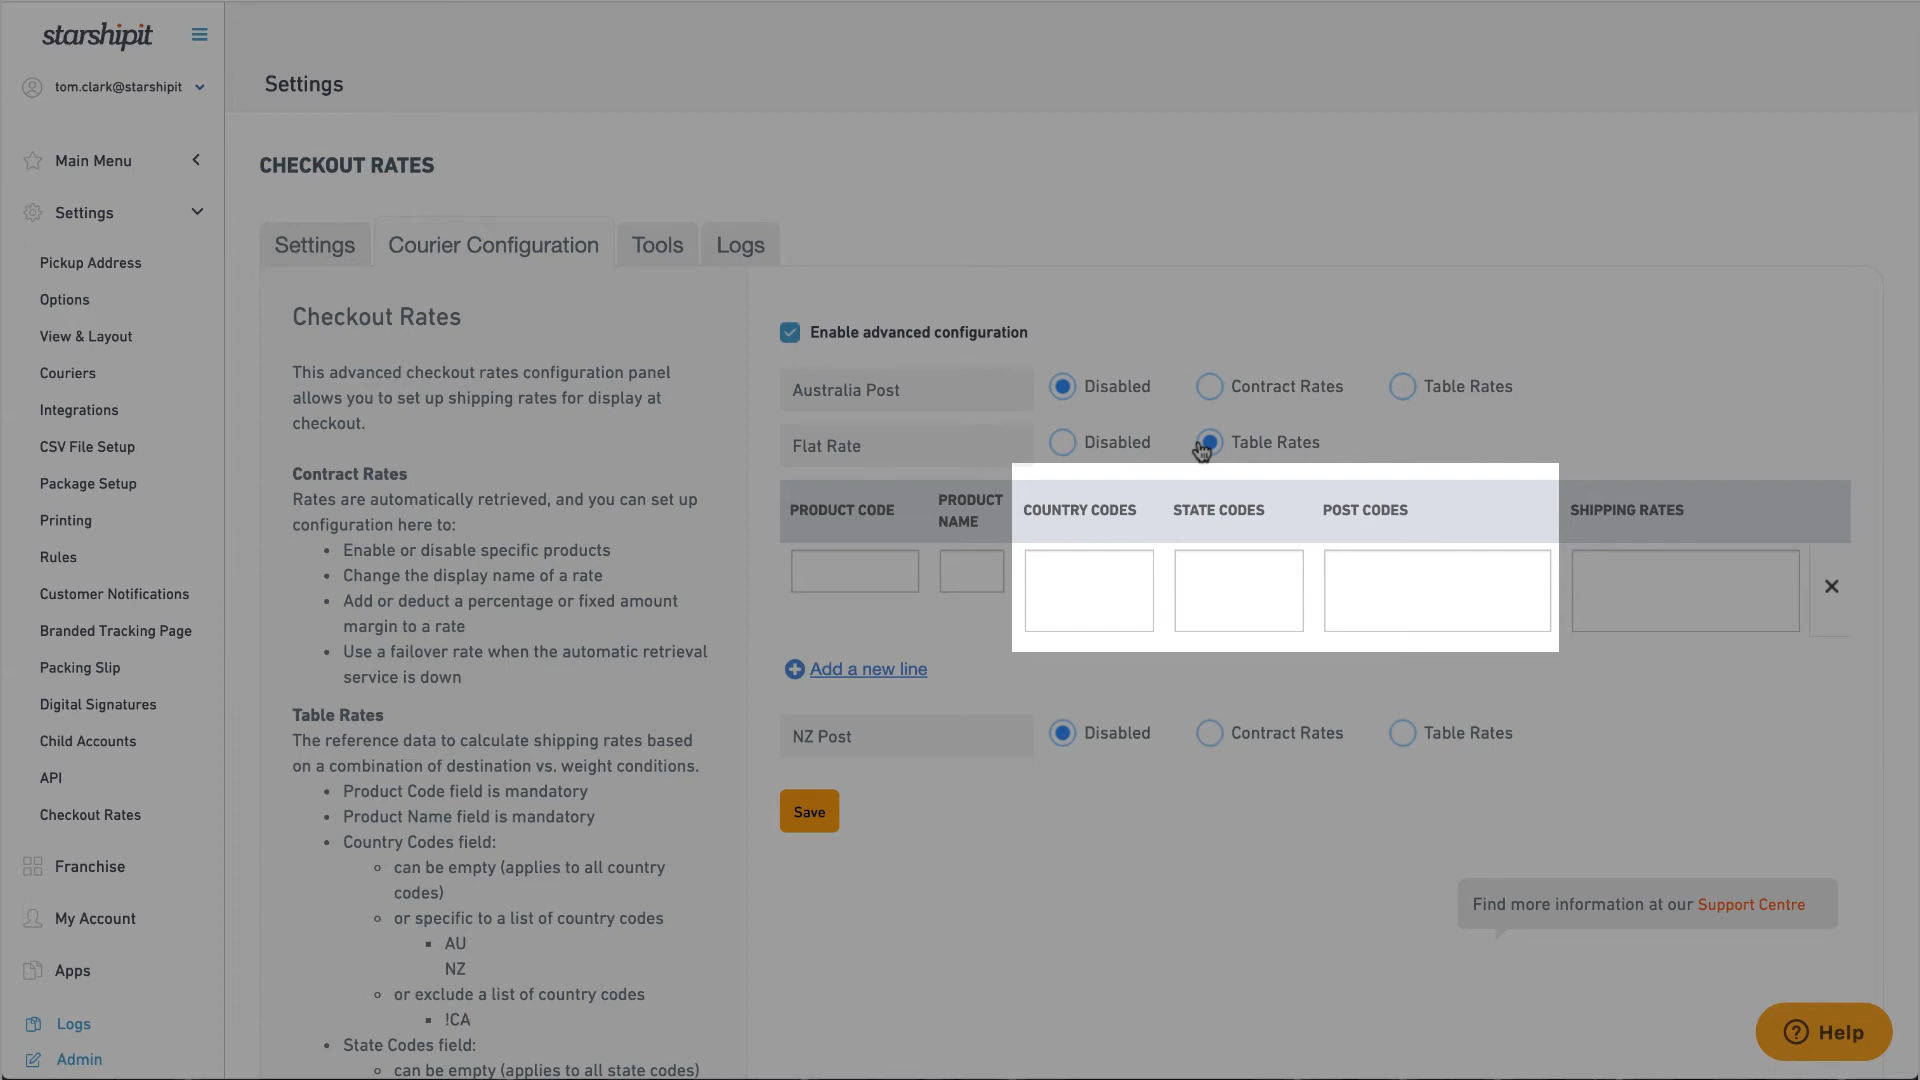 starshipit
tom.clark@starshipit
Main Menu
Settings
Pickup Address
Options
View & Layout
Couriers
Integrations
CSV File Setup
Package Setup
Printing
Rules
Customer Notifications
Branded Tracking Page
Packing Slip
Digital Signatures
Child Accounts
API
Checkout Rates
Franchise
My Account
Apps
Logs
Admin
Settings
CHECKOUT RATES
Settings
Courier Configuration
Tools
Logs
Checkout Rates
This advanced checkout rates configuration panel
allows you to set up shipping rates for display at
checkout.
Contract Rates
Rates are automatically retrieved, and you can set up
configuration here to:
• Enable or disable specific products
• Change the display name of a rate
• Add or deduct a percentage or fixed amount
margin to a rate
• Use a failover rate when the automatic retrieval
service is down
Table Rates
The reference data to calculate shipping rates based
on a combination of destination vs. weight conditions.
• Product Code field is mandatory
• Product Name field is mandatory
• Country Codes field:
can be empty (applies to all country
codes)
or specific to a list of country codes
AU
NZ
or exclude a list of country codes
!CA
• State Codes field:
can be empty (applies to all state codes)
Enable advanced configuration
Australia Post Disabled Contract Rates Table Rates
Flat Rate Disabled Table Rates
PRODUCT CODE PRODUCT NAME COUNTRY CODES STATE CODES POST CODES SHIPPING RATES
Add a new line
NZ Post Disabled Contract Rates Table Rates
Save
Find more information at our Support Centre
? Help